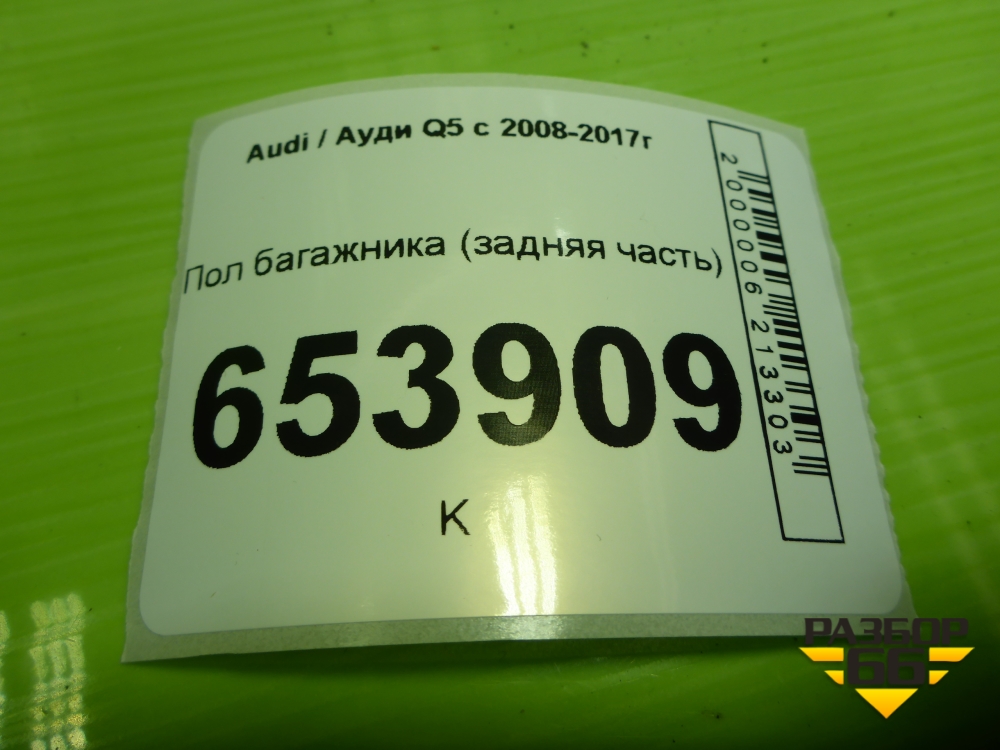 Audi / Ауди Q5 с 2008-2017г
Пол багажника (задняя часть)
653909
К
2000006213303
РАЗБОР
66